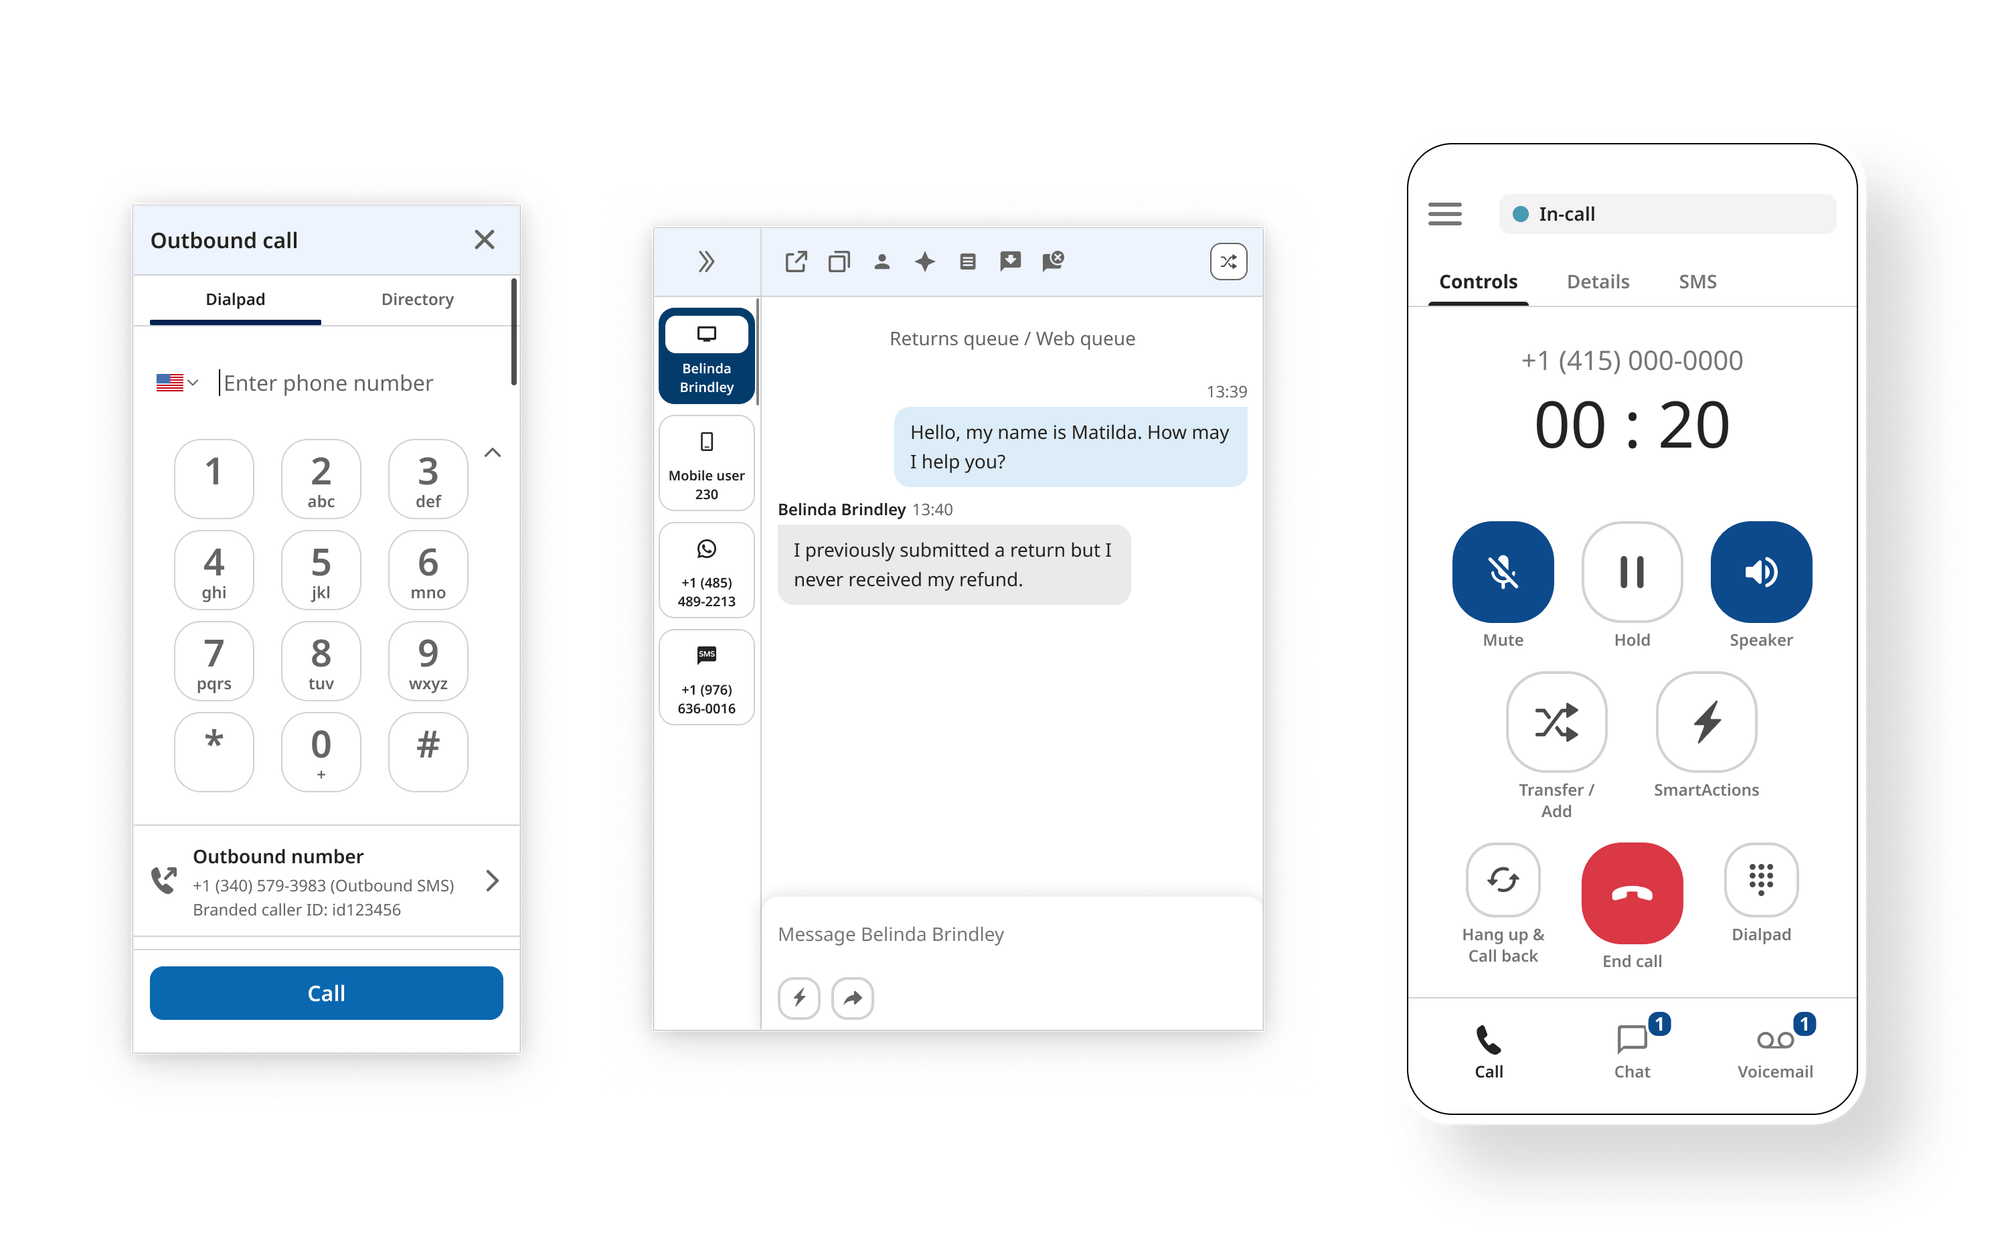 Outbound call
Dialpad Directory
Enter phone number
1 2 3
abc def
4 5 6
ghi jkl mno
7 8 9
pqrs tuv wxyz
* 0 #
+
Outbound number
+1 (340) 579-3983 (Outbound SMS)
Branded caller ID: id123456
Call
Belinda
Brindley
Mobile user
230
+1 (485)
489-2213
SMS
+1 (976)
636-0016
Returns queue / Web queue
13:39
Hello, my name is Matilda. How may
I help you?
Belinda Brindley 13:40
I previously submitted a return but I
never received my refund.
Message Belinda Brindley
In-call
Controls Details SMS
+1 (415) 000-0000
00 : 20
Mute Hold Speaker
Transfer /
Add
SmartActions
Hang up &
Call back
End call
Dialpad
1 1
Call Chat Voicemail